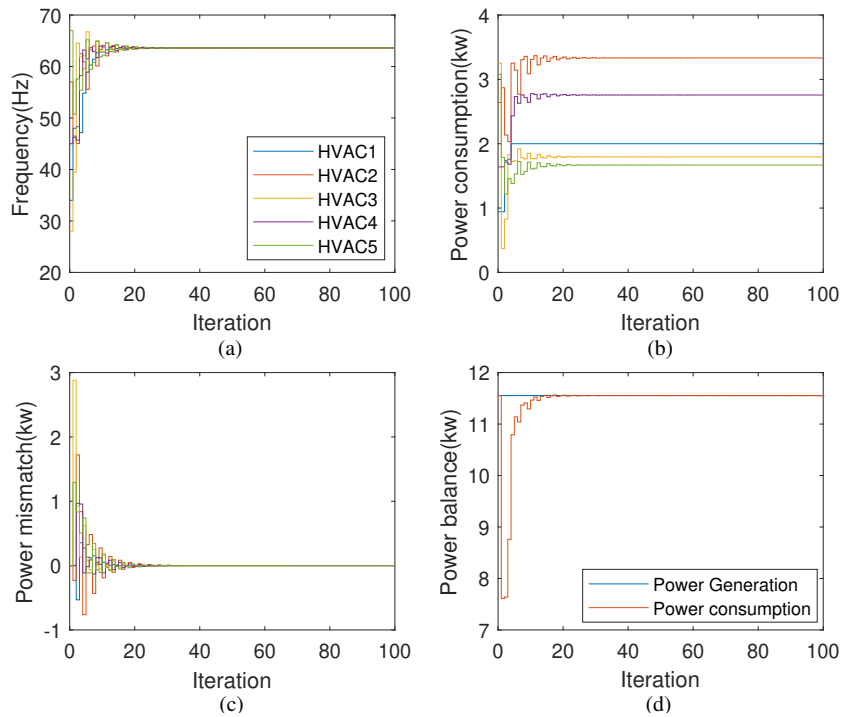 Frequency(Hz)
70
60
50
40
30
20
HVAC1
HVAC2
HVAC3
HVAC4
HVAC5
0 20 40 60 80 100
Iteration
(a)
Power consumption(kw)
4
3
2
1
0
0 20 40 60 80 100
Iteration
(b)
Power mismatch(kw)
3
2
1
0
-1
0 20 40 60 80 100
Iteration
(c)
Power balance(kw)
12
11
10
9
8
7
Power Generation
Power consumption
0 20 40 60 80 100
Iteration
(d)